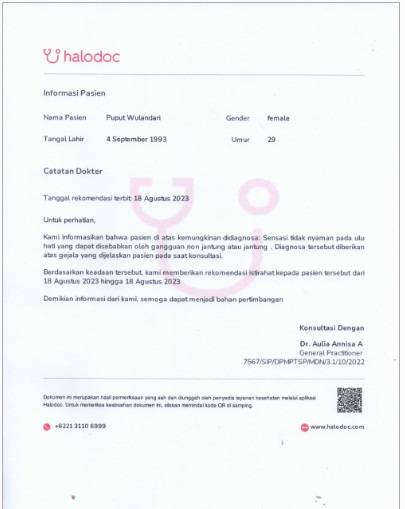 halodoc
Informasi Pasien
Nama Pasien Puput Wulandari Gender female
Tangal Lahir 4 September 1993 Umur 29
Catatan Dokter
Tanggal rekomendasi terbit: 18 Agustus 2023
Untuk perhatian,
Kami informasikan bahwa pasien di atas kemungkinan didiagnosa: Sensasi tidak nyaman pada ulu
hati yang dapat disebabkan oleh gangguan non jantung atau jantung . Diagnosa tersebut diberikan
atas gejala yang dijelaskan pasien pada saat konsultasi.
Berdasarkan keadaan tersebut, kami memberikan rekomendasi istirahat kepada pasien tersebut dari
18 Agustus 2023 hingga 18 Agustus 2023
Demikian informasi dari kami, semoga dapat menjadi bahan pertimbangan
Konsultasi Dengan
Dr. Aulia Annisa A
General Practitioner
7567/SIP/DPMPTSP/MDN/3.1/10/2022
Dokumen ini merupakan hasil pemeriksaan yang sah dan diunggah oleh penyedia layanan kesehatan melalui aplikasi
Halodoc. Untuk memeriksa keabsahan dokumen ini, silakan memindai kode QR di samping.
+6221 3110 6999 www.halodoc.com